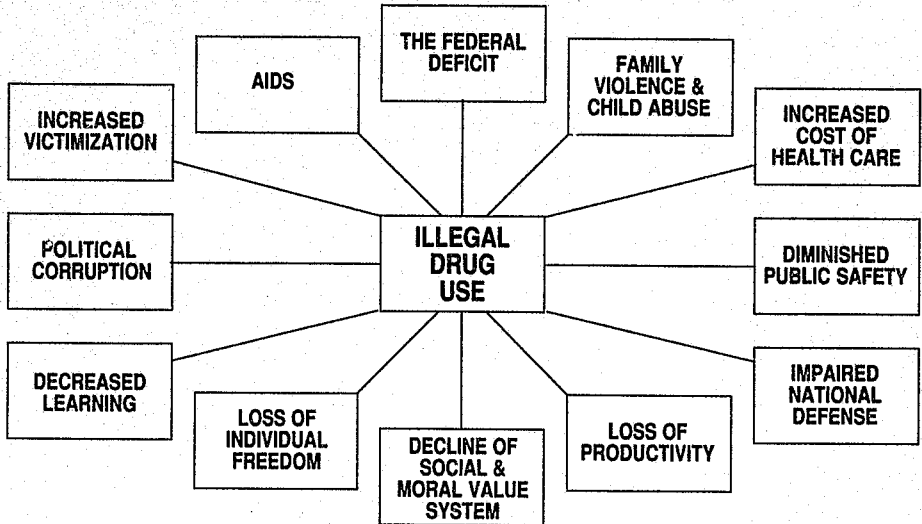 THE FEDERAL
DEFICIT
AIDS
FAMILY
VIOLENCE &
CHILD ABUSE
INCREASED
VICTIMIZATION
INCREASED
COST OF
HEALTH CARE
ILLEGAL
DRUG
USE
POLITICAL
CORRUPTION
DIMINISHED
PUBLIC SAFETY
DECREASED
LEARNING
IMPAIRED
NATIONAL
DEFENSE
LOSS OF
INDIVIDUAL
FREEDOM
DECLINE OF
SOCIAL &
MORAL VALUE
SYSTEM
LOSS OF
PRODUCTIVITY